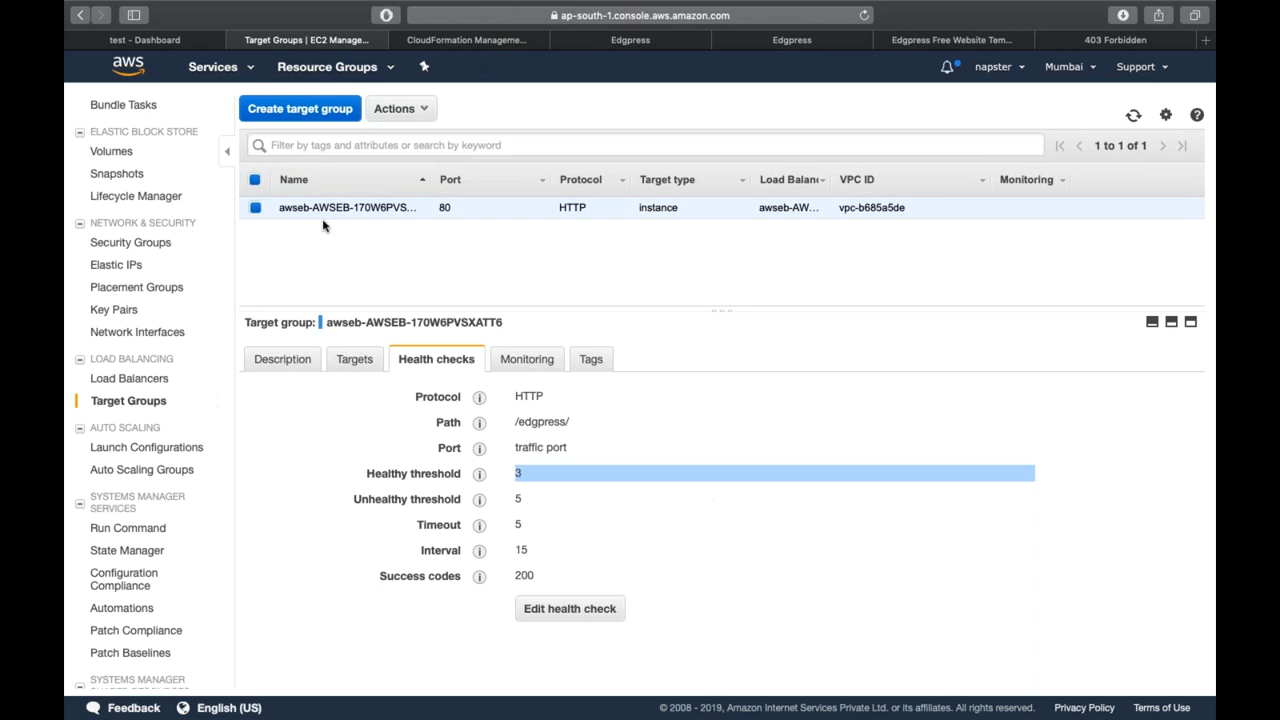 ap-south-1.console.aws.amazon.com
test - Dashboard
Target Groups | EC2 Manage...
CloudFormation Manageme...
Edgpress
Edgpress
Edgpress Free Website Tem...
403 Forbidden
aws
Services
Resource Groups
napster
Mumbai
Support
Bundle Tasks
ELASTIC BLOCK STORE
Volumes
Snapshots
Lifecycle Manager
NETWORK & SECURITY
Security Groups
Elastic IPs
Placement Groups
Key Pairs
Network Interfaces
LOAD BALANCING
Load Balancers
Target Groups
AUTO SCALING
Launch Configurations
Auto Scaling Groups
SYSTEMS MANAGER
SERVICES
Run Command
State Manager
Configuration
Compliance
Automations
Patch Compliance
Patch Baselines
SYSTEMS MANAGER
Create target group
Actions
Filter by tags and attributes or search by keyword
1 to 1 of 1
Name Port Protocol Target type Load Balanc VPC ID Monitoring
awseb-AWSEB-170W6PVS... 80 HTTP instance awseb-AW... vpc-b685a5de
Target group: awseb-AWSEB-170W6PVSXATT6
Description
Targets
Health checks
Monitoring
Tags
Protocol HTTP
Path /edgpress/
Port traffic port
Healthy threshold 3
Unhealthy threshold 5
Timeout 5
Interval 15
Success codes 200
Edit health check
Feedback
English (US)
© 2008 - 2019, Amazon Internet Services Private Ltd. or its affiliates. All rights reserved.
Privacy Policy
Terms of Use